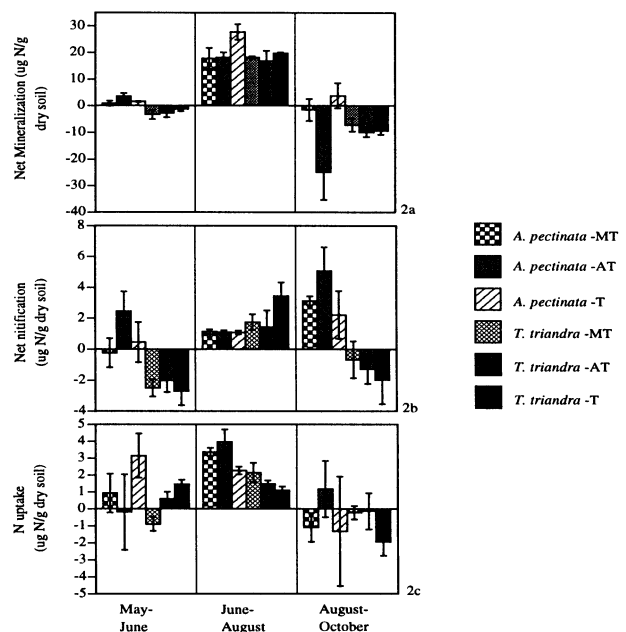 Net Mineralization (ug N/g
dry soil)
30
20
10
0
-10
-20
-30
-40
2a
Net nitification
(ug N/g dry soil)
8
6
4
2
0
-2
-4
2b
N uptake
(ug N/g dry soil)
5
4
3
2
1
0
-1
-2
-3
-4
-5
2c
May-
June
June-
August
August-
October
A. pectinata -MT
A. pectinata -AT
A. pectinata -T
T. triandra -MT
T. triandra -AT
T. triandra -T